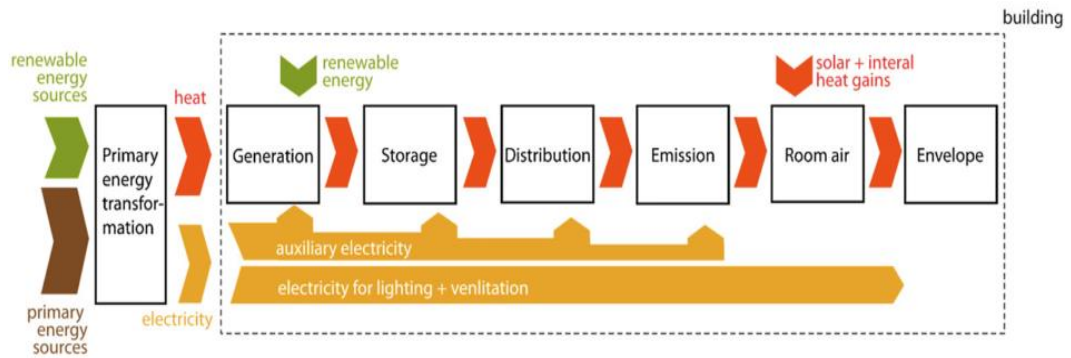 building
renewable
energy
sources
heat
renewable
energy
solar + interal
heat gains
Primary
energy
transfor-
mation
Generation
Storage
Distribution
Emission
Room air
Envelope
auxiliary electricity
electricity for lighting + venlitation
primary
energy
sources
electricity